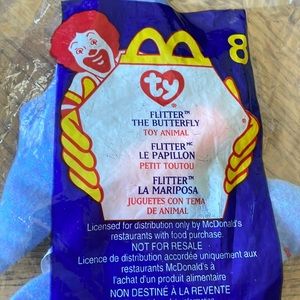 8
ty
FLITTER™
THE BUTTERFLY
TOY ANIMAL
FLITTER MC
LE PAPILLON
PETIT TOUTOU
FLITTER™
LA MARIPOSA
JUGUETES CON TEMA
DE ANIMAL
Licensed for distribution only by McDonald's
restaurants with food purchase.
NOT FOR RESALE
Licence de distribution accordée uniquement aux
restaurants McDonald's à
l'achat d'un produit alimentaire
NON DESTINÉ À LA REVENTE